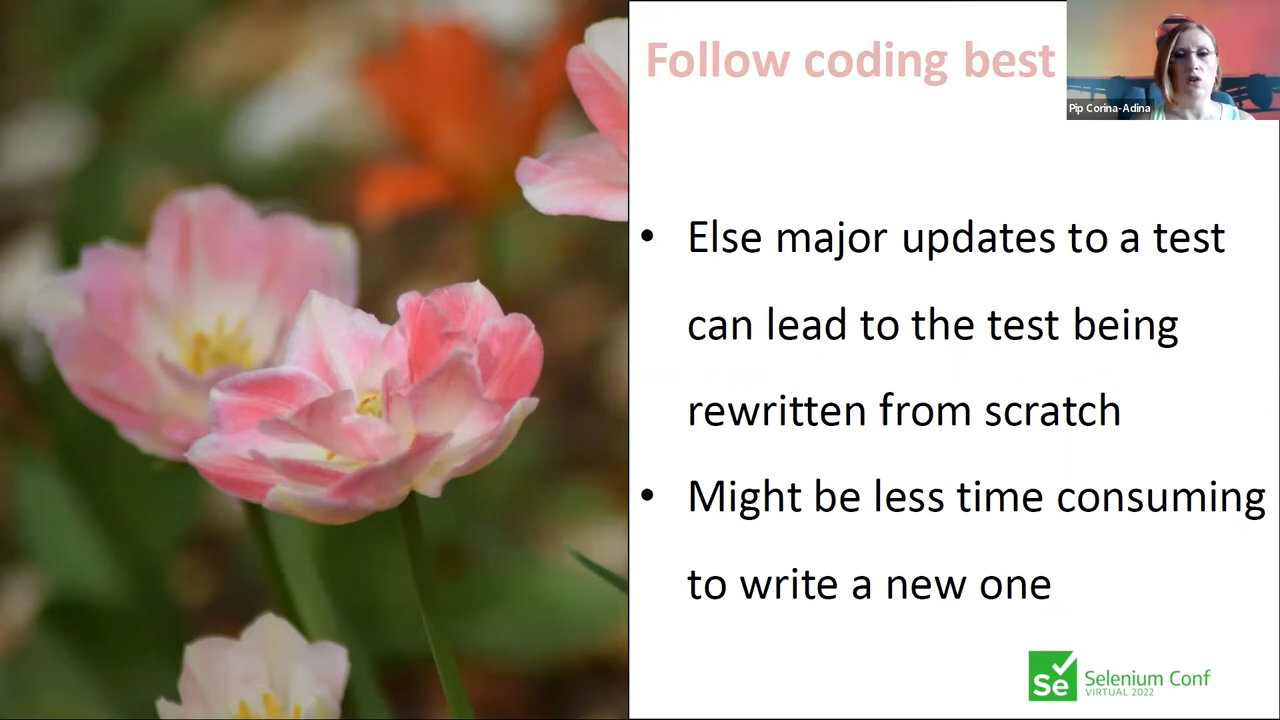 Follow coding best
Pip Corina-Adina
• Else major updates to a test
can lead to the test being
rewritten from scratch
• Might be less time consuming
to write a new one
Se
Selenium Conf
VIRTUAL 2022